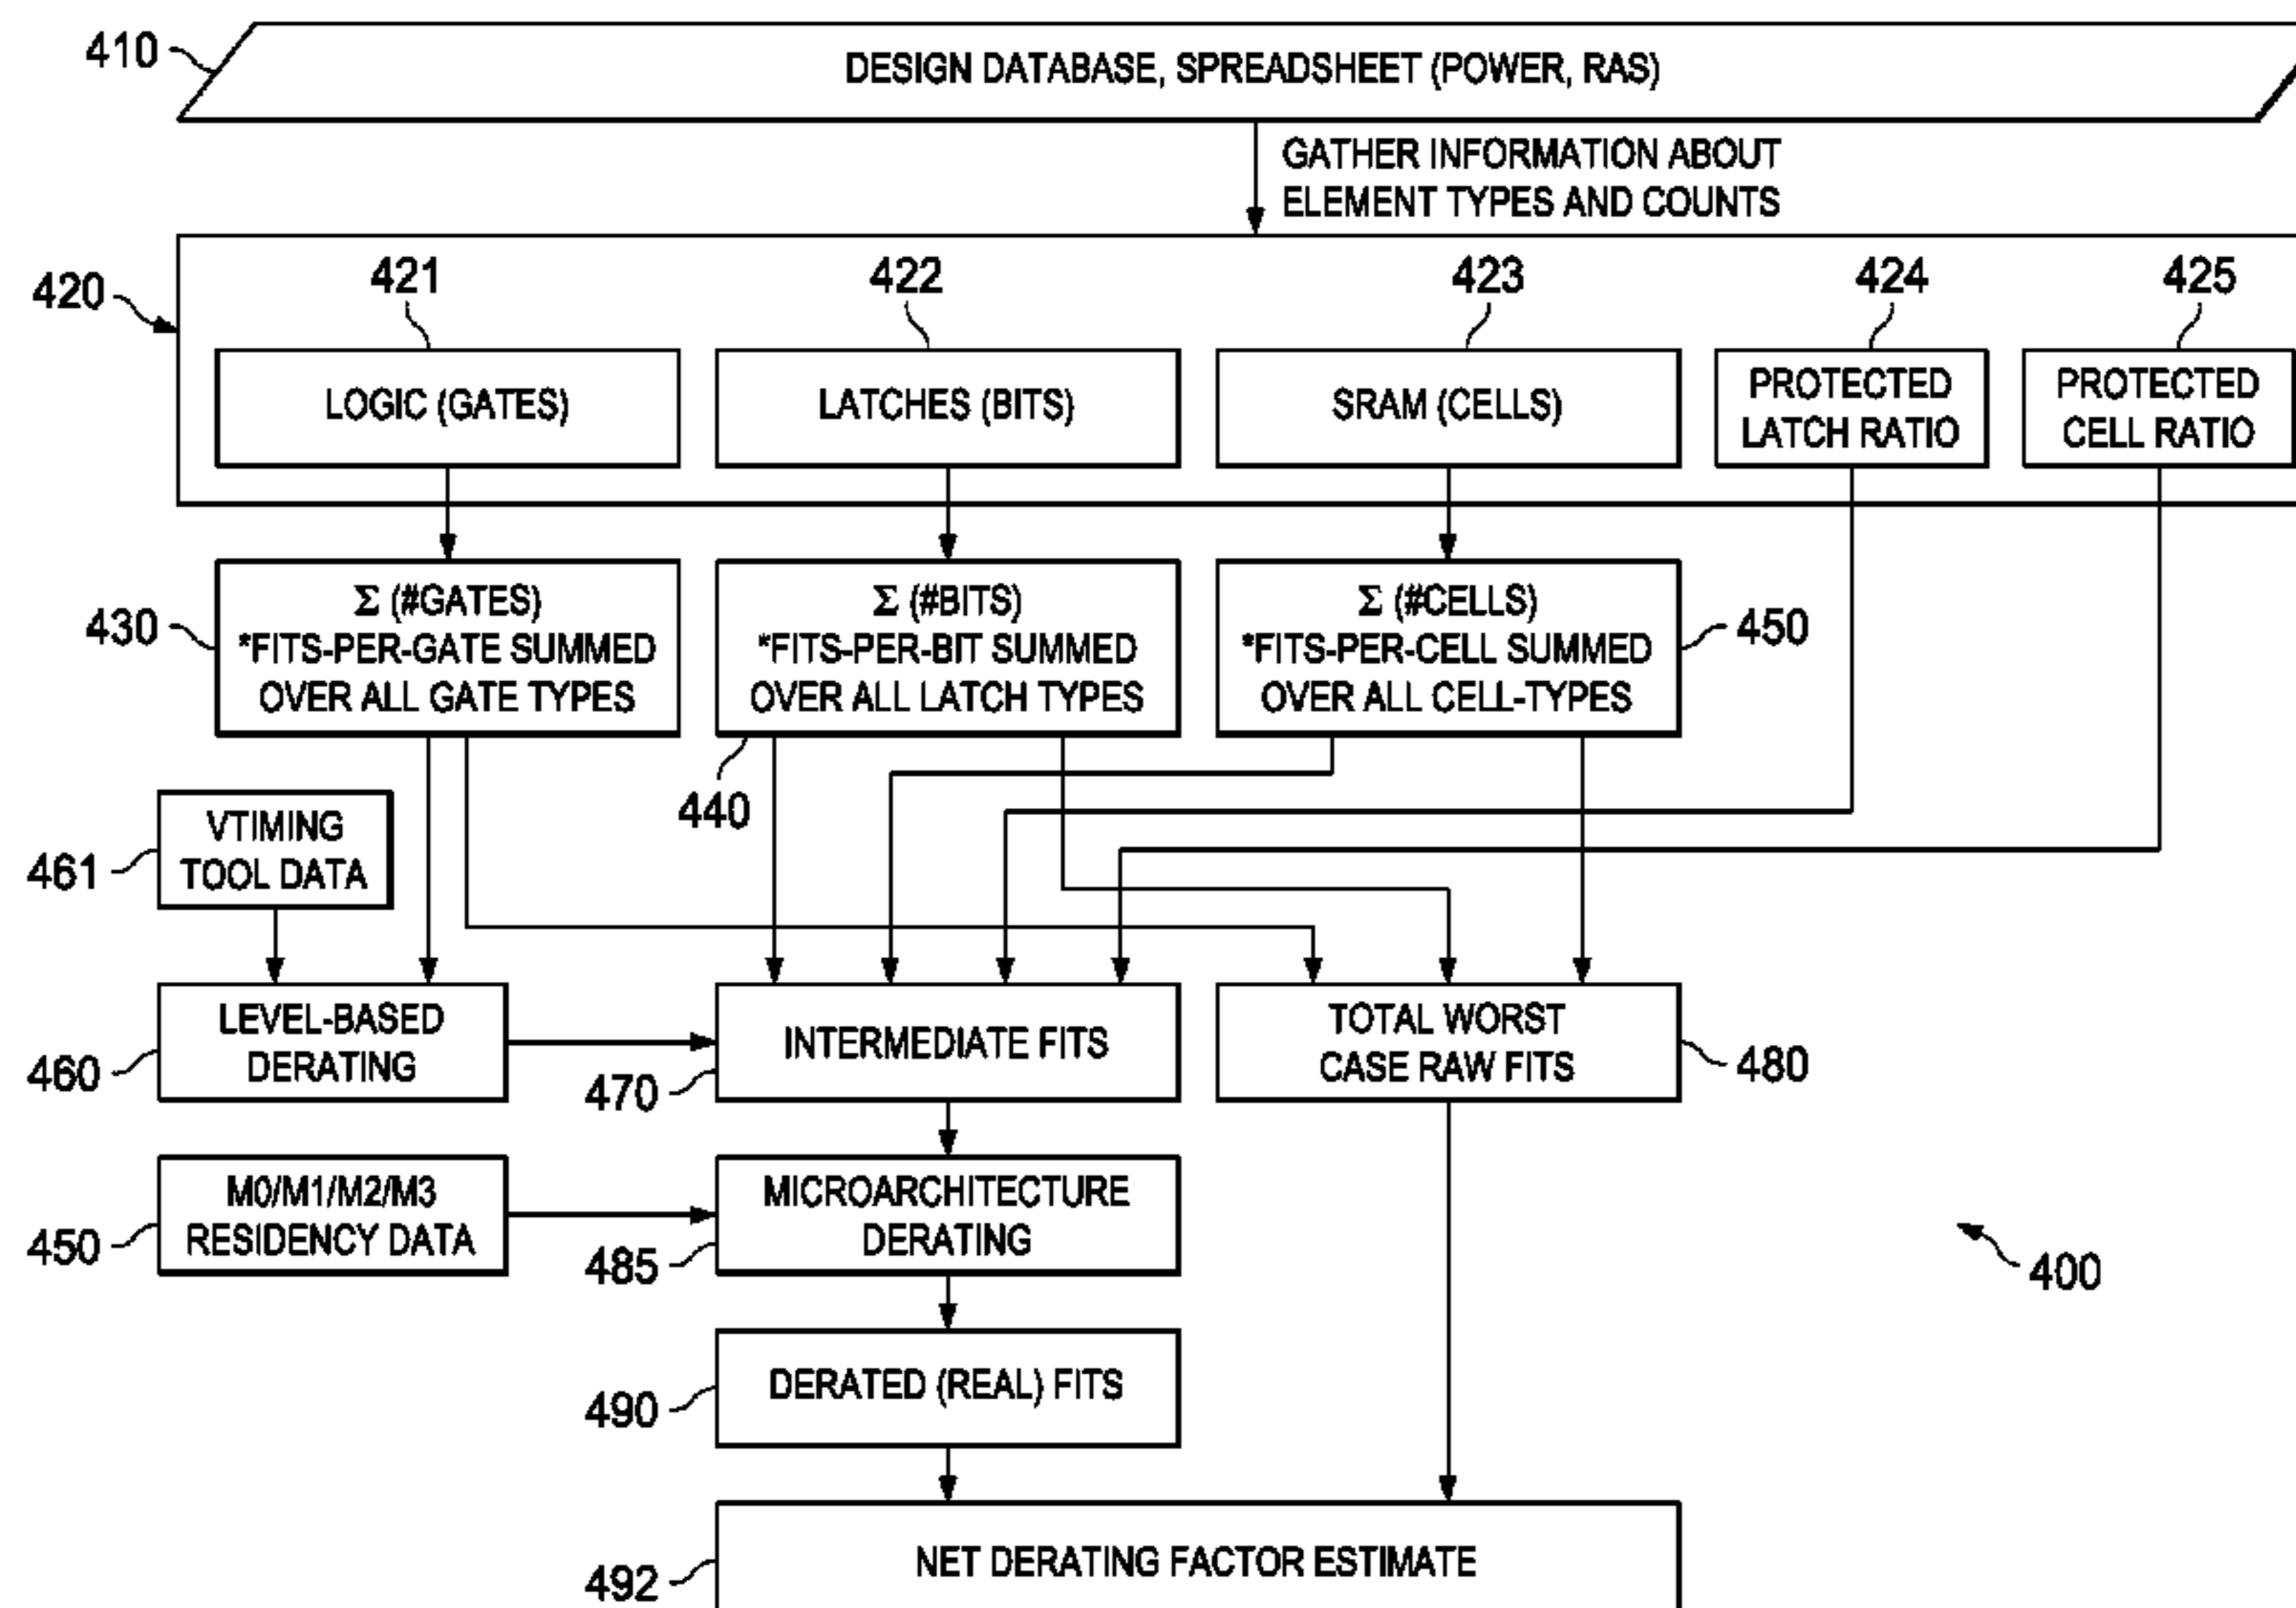 410
DESIGN DATABASE, SPREADSHEET (POWER, RAS)
GATHER INFORMATION ABOUT
ELEMENT TYPES AND COUNTS
420
421
422
423
424
425
LOGIC (GATES)
LATCHES (BITS)
SRAM (CELLS)
PROTECTED
LATCH RATIO
PROTECTED
CELL RATIO
430
Σ (#GATES)
*FITS-PER-GATE SUMMED
OVER ALL GATE TYPES
Σ (#BITS)
*FITS-PER-BIT SUMMED
OVER ALL LATCH TYPES
440
Σ (#CELLS)
*FITS-PER-CELL SUMMED
OVER ALL CELL-TYPES
450
VTIMING
TOOL DATA
461
LEVEL-BASED
DERATING
460
INTERMEDIATE FITS
470
TOTAL WORST
CASE RAW FITS
480
M0/M1/M2/M3
RESIDENCY DATA
450
MICROARCHITECTURE
DERATING
485
400
DERATED (REAL) FITS
490
NET DERATING FACTOR ESTIMATE
492